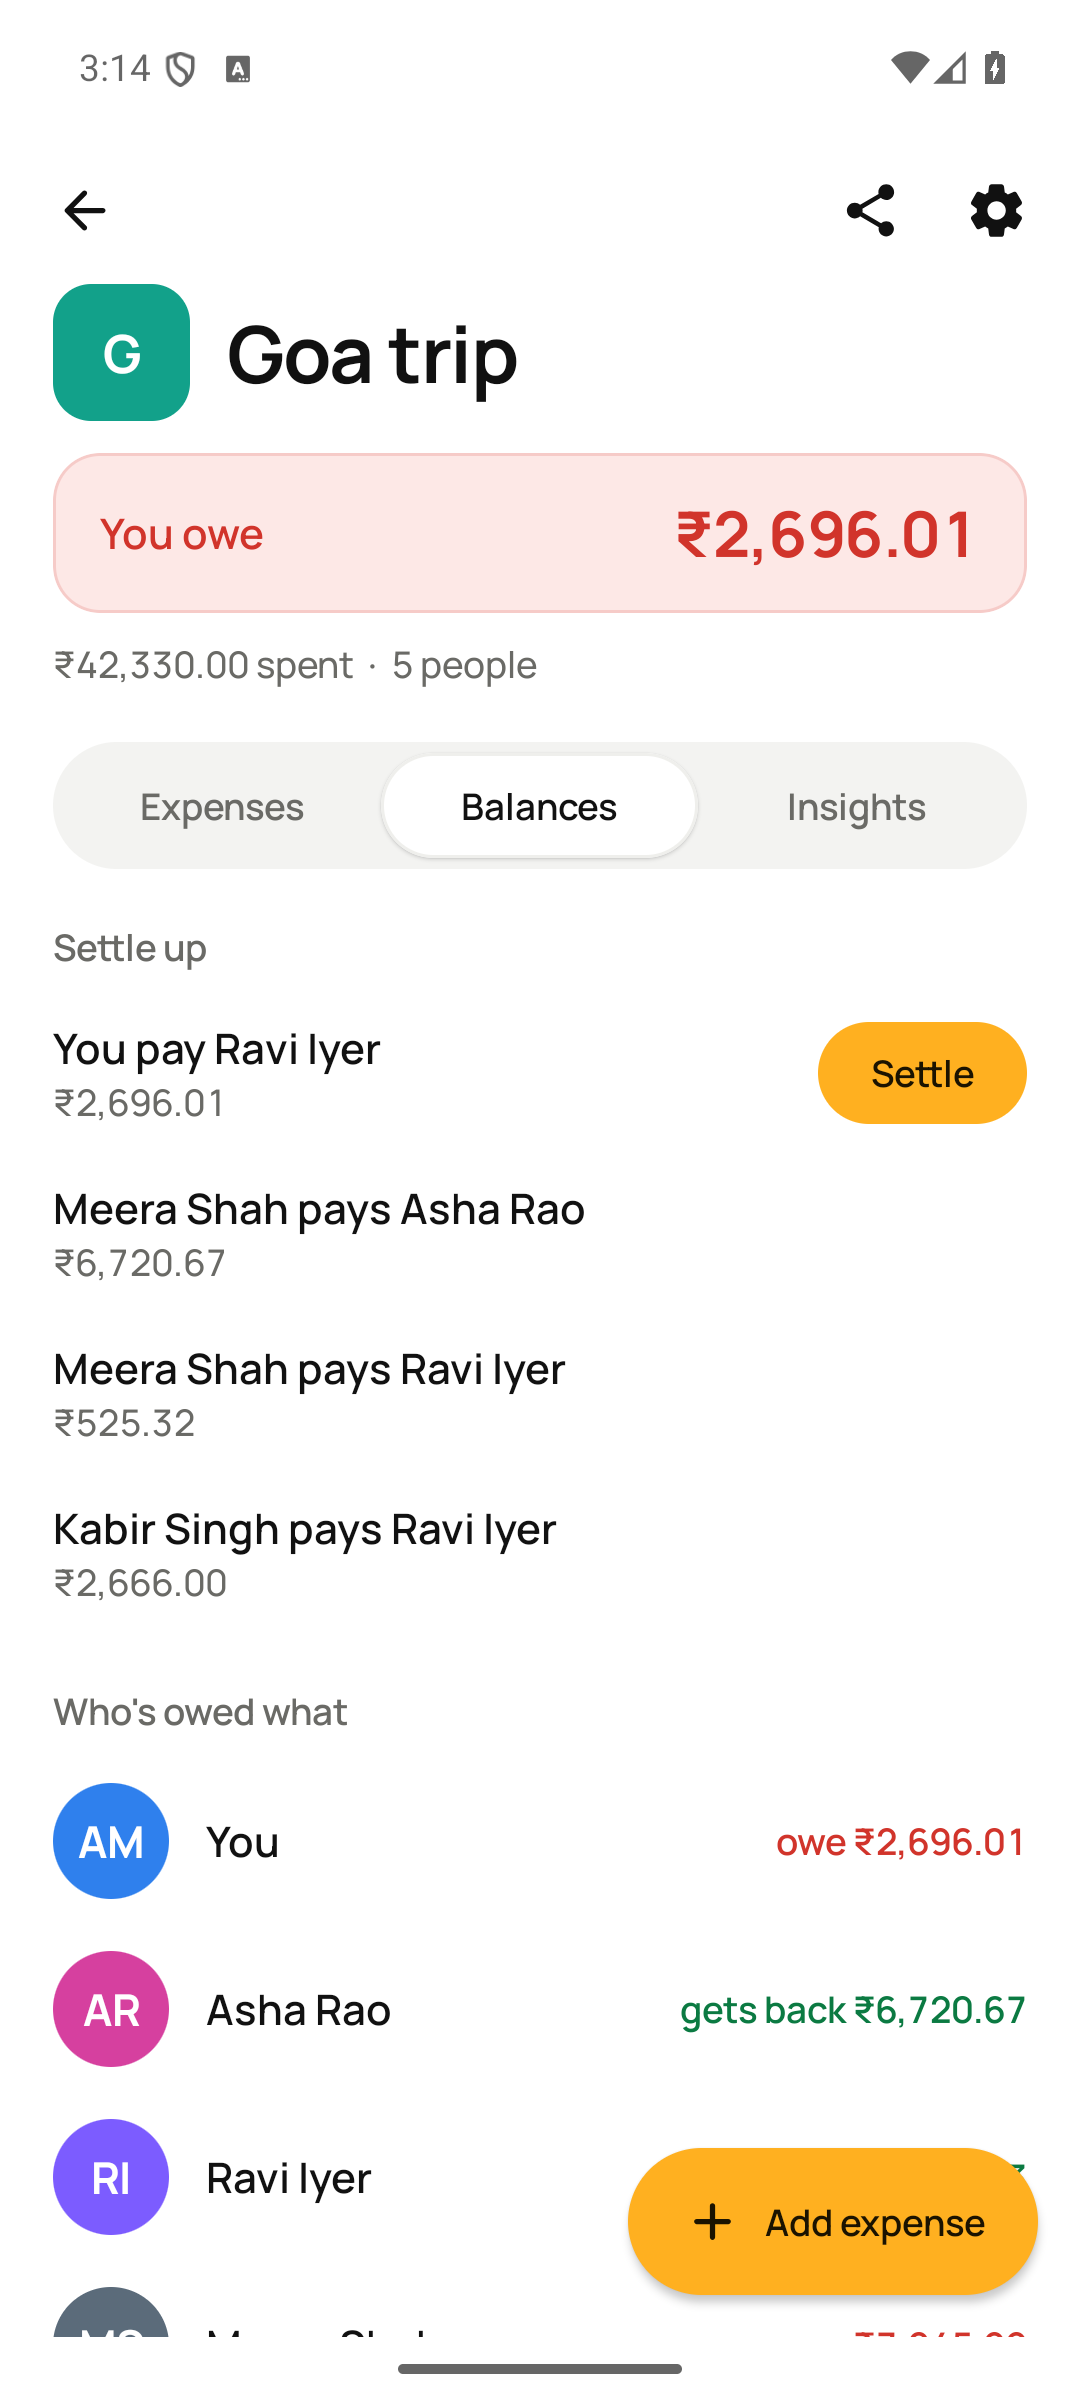 3:14
G
Goa trip
You owe ₹2,696.01
₹42,330.00 spent · 5 people
Expenses Balances Insights
Settle up
You pay Ravi Iyer
₹2,696.01
Settle
Meera Shah pays Asha Rao
₹6,720.67
Meera Shah pays Ravi Iyer
₹525.32
Kabir Singh pays Ravi Iyer
₹2,666.00
Who's owed what
AM You owe ₹2,696.01
AR Asha Rao gets back ₹6,720.67
RI Ravi Iyer
+ Add expense